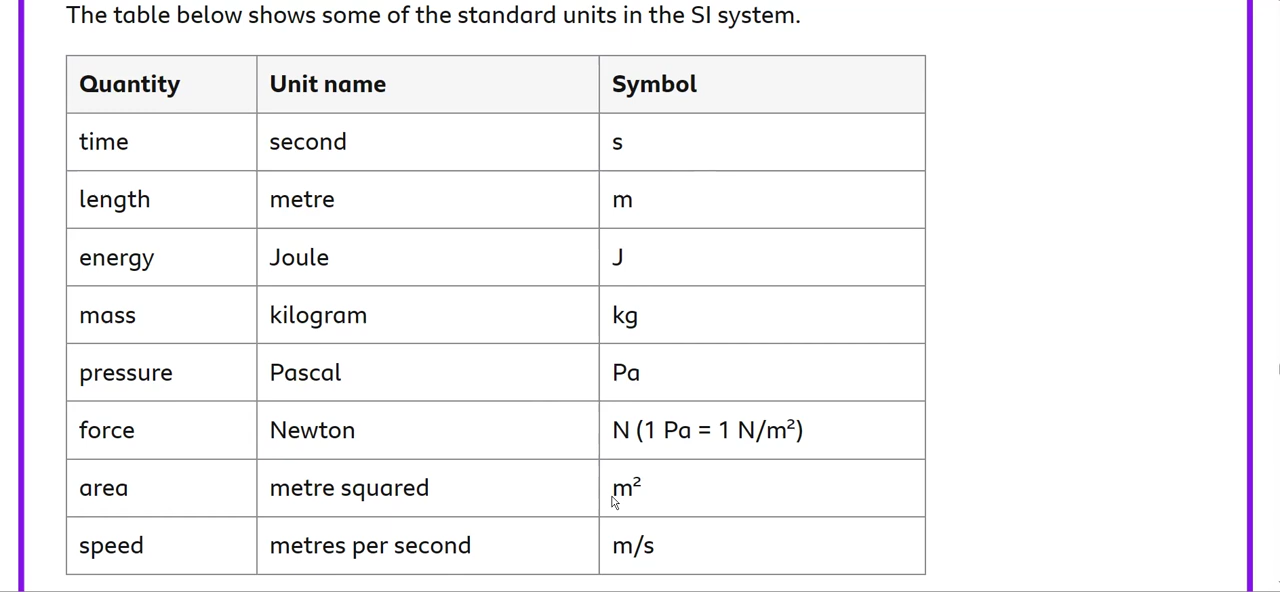 The table below shows some of the standard units in the SI system.
Quantity Unit name Symbol
time second s
length metre m
energy Joule J
mass kilogram kg
pressure Pascal Pa
force Newton N (1 Pa = 1 N/m²)
area metre squared m²
speed metres per second m/s